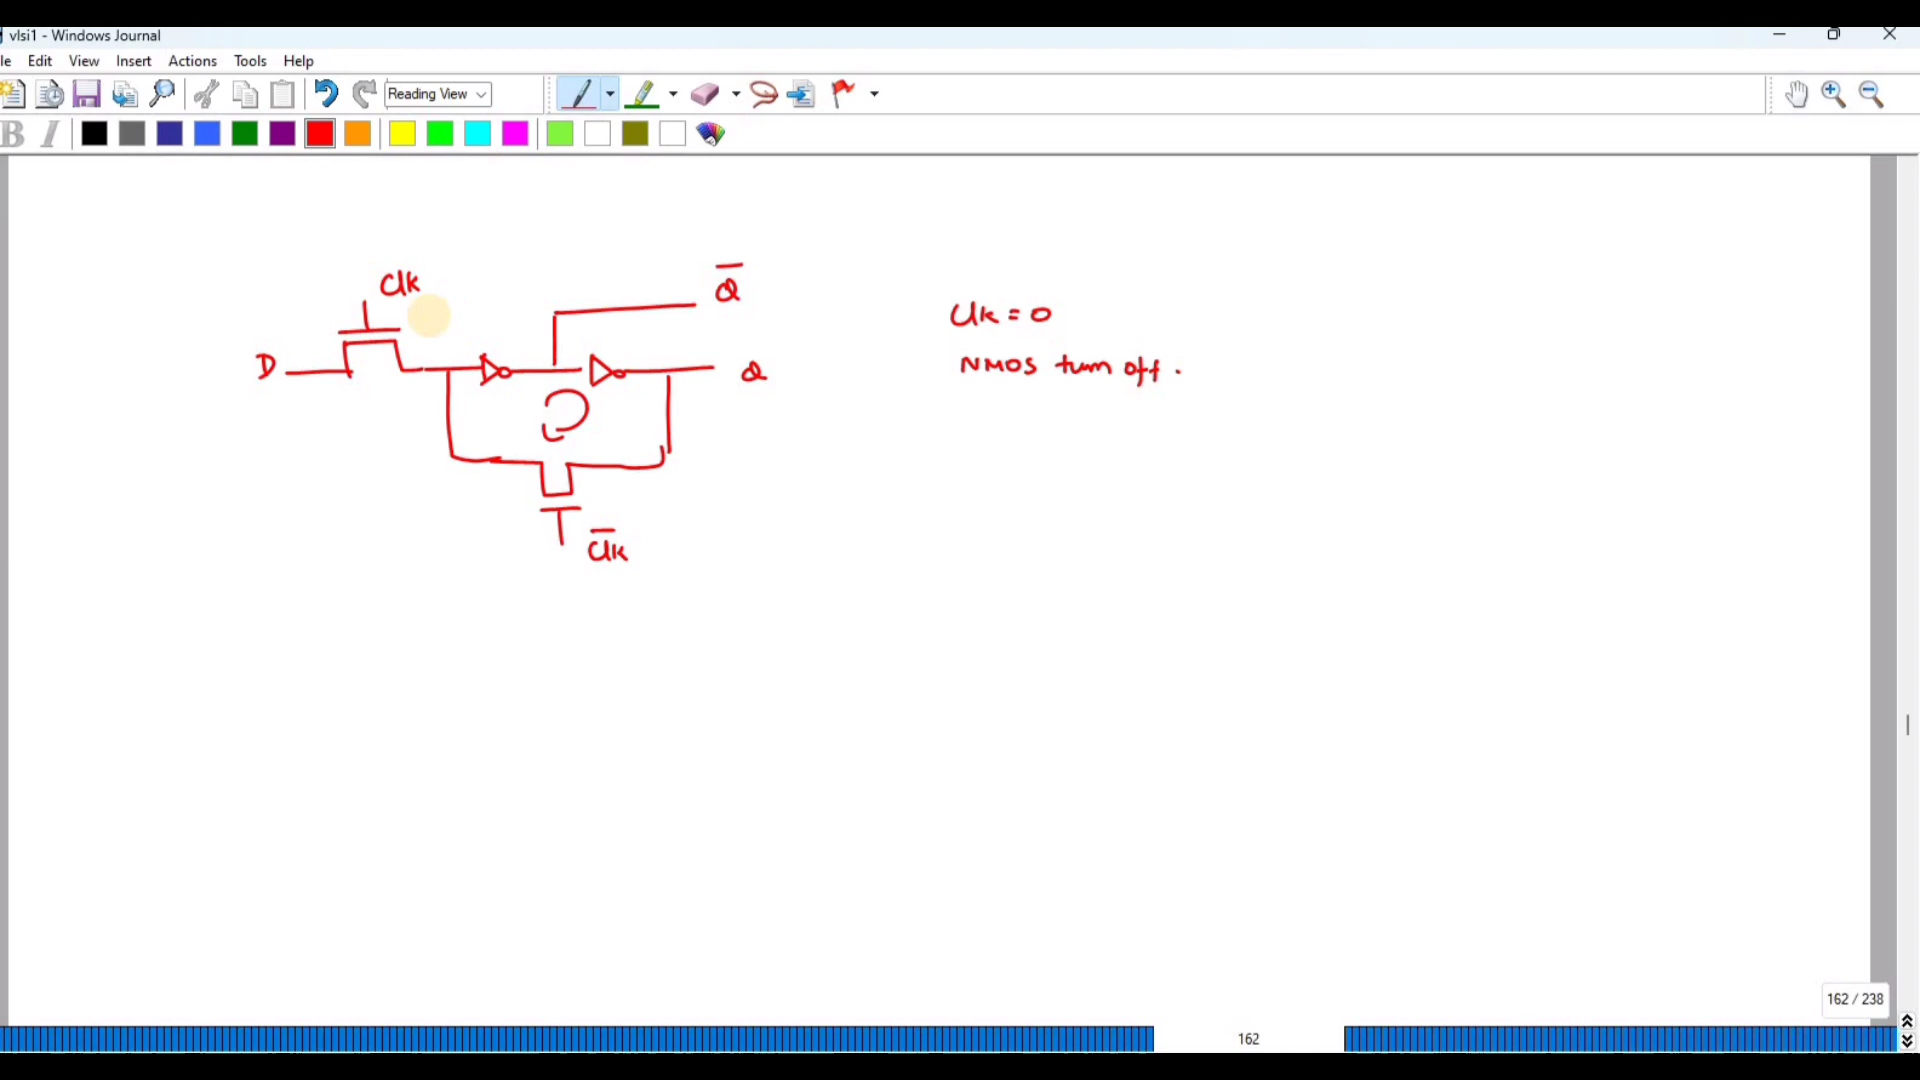 vlsi1 - Windows Journal
le Edit View Insert Actions Tools Help
Reading View
B I
Clk
Q̅
D
Q
C̅l̅k̅
Clk = 0
NMOS turn off .
162 / 238
162